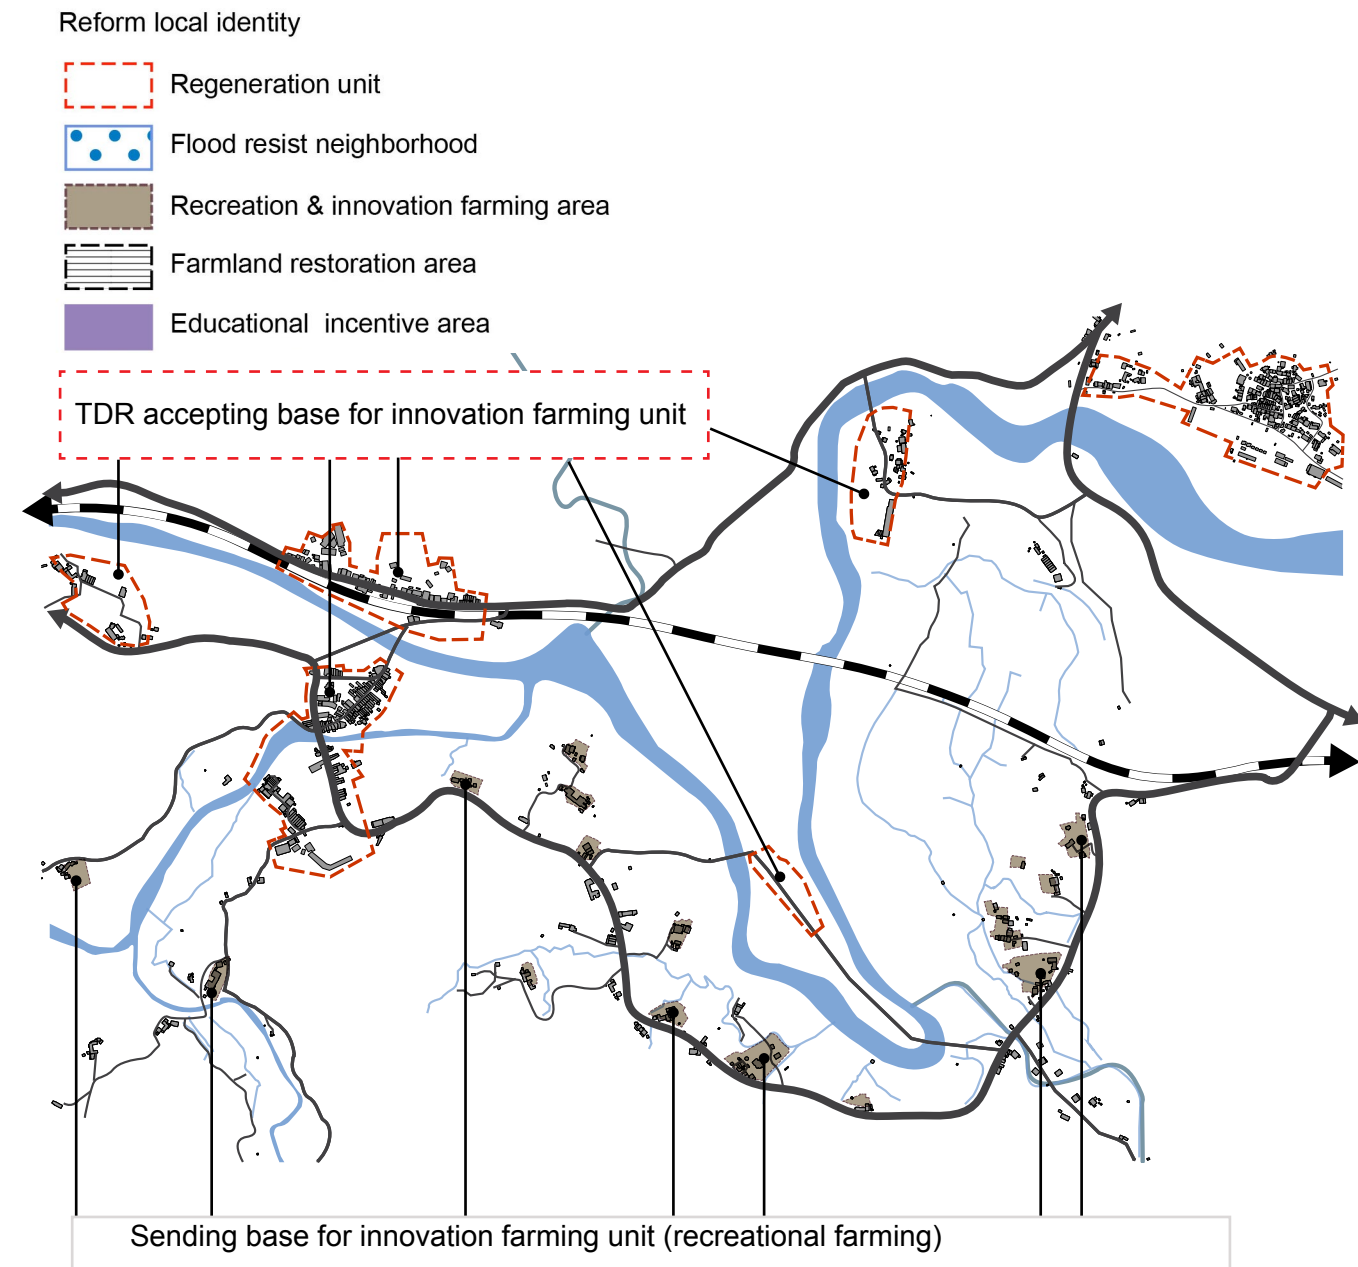 Reform local identity
Regeneration unit
Flood resist neighborhood
Recreation & innovation farming area
Farmland restoration area
Educational  incentive area
TDR accepting base for innovation farming unit
Sending base for innovation farming unit (recreational farming)